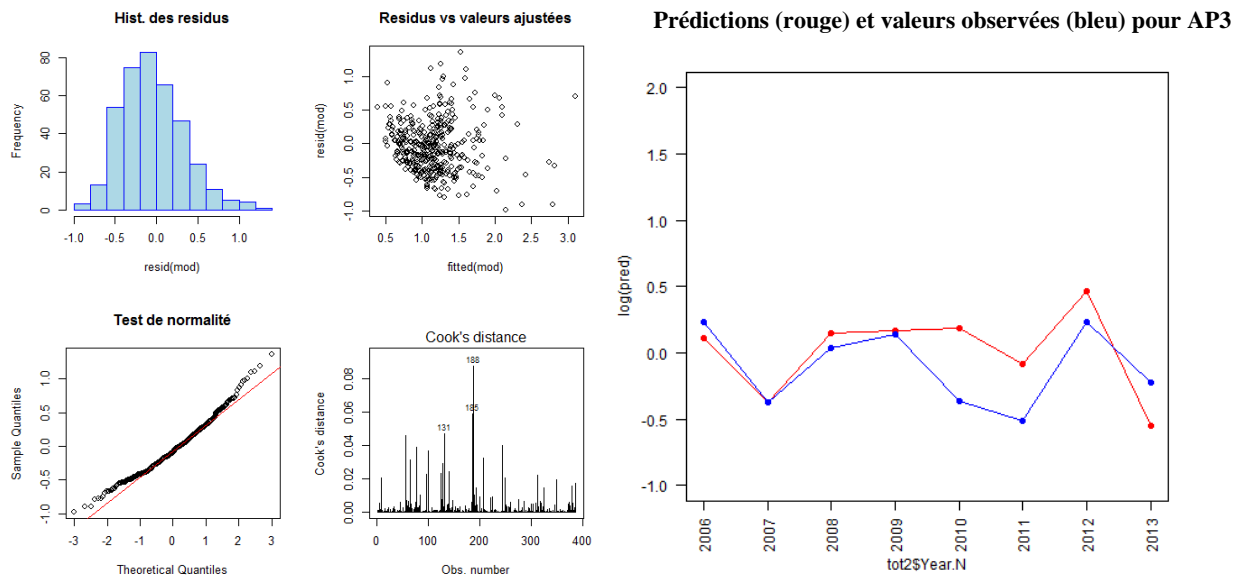 Hist. des residus
Frequency
80
60
40
20
0
-1.0 -0.5 0.0 0.5 1.0
resid(mod)
Residus vs valeurs ajustées
resid(mod)
1.0
0.5
0.0
-0.5
-1.0
0.5 1.0 1.5 2.0 2.5 3.0
fitted(mod)
Test de normalité
Sample Quantiles
1.0
0.5
0.0
-0.5
-1.0
-3 -2 -1 0 1 2 3
Theoretical Quantiles
Cook's distance
Cook's distance
0.08
0.06
0.04
0.02
0.00
188
185
131
0 100 200 300 400
Obs. number
Prédictions (rouge) et valeurs observées (bleu) pour AP3
log(pred)
2.0
1.5
1.0
0.5
0.0
-0.5
-1.0
2006 2007 2008 2009 2010 2011 2012 2013
tot2$Year.N